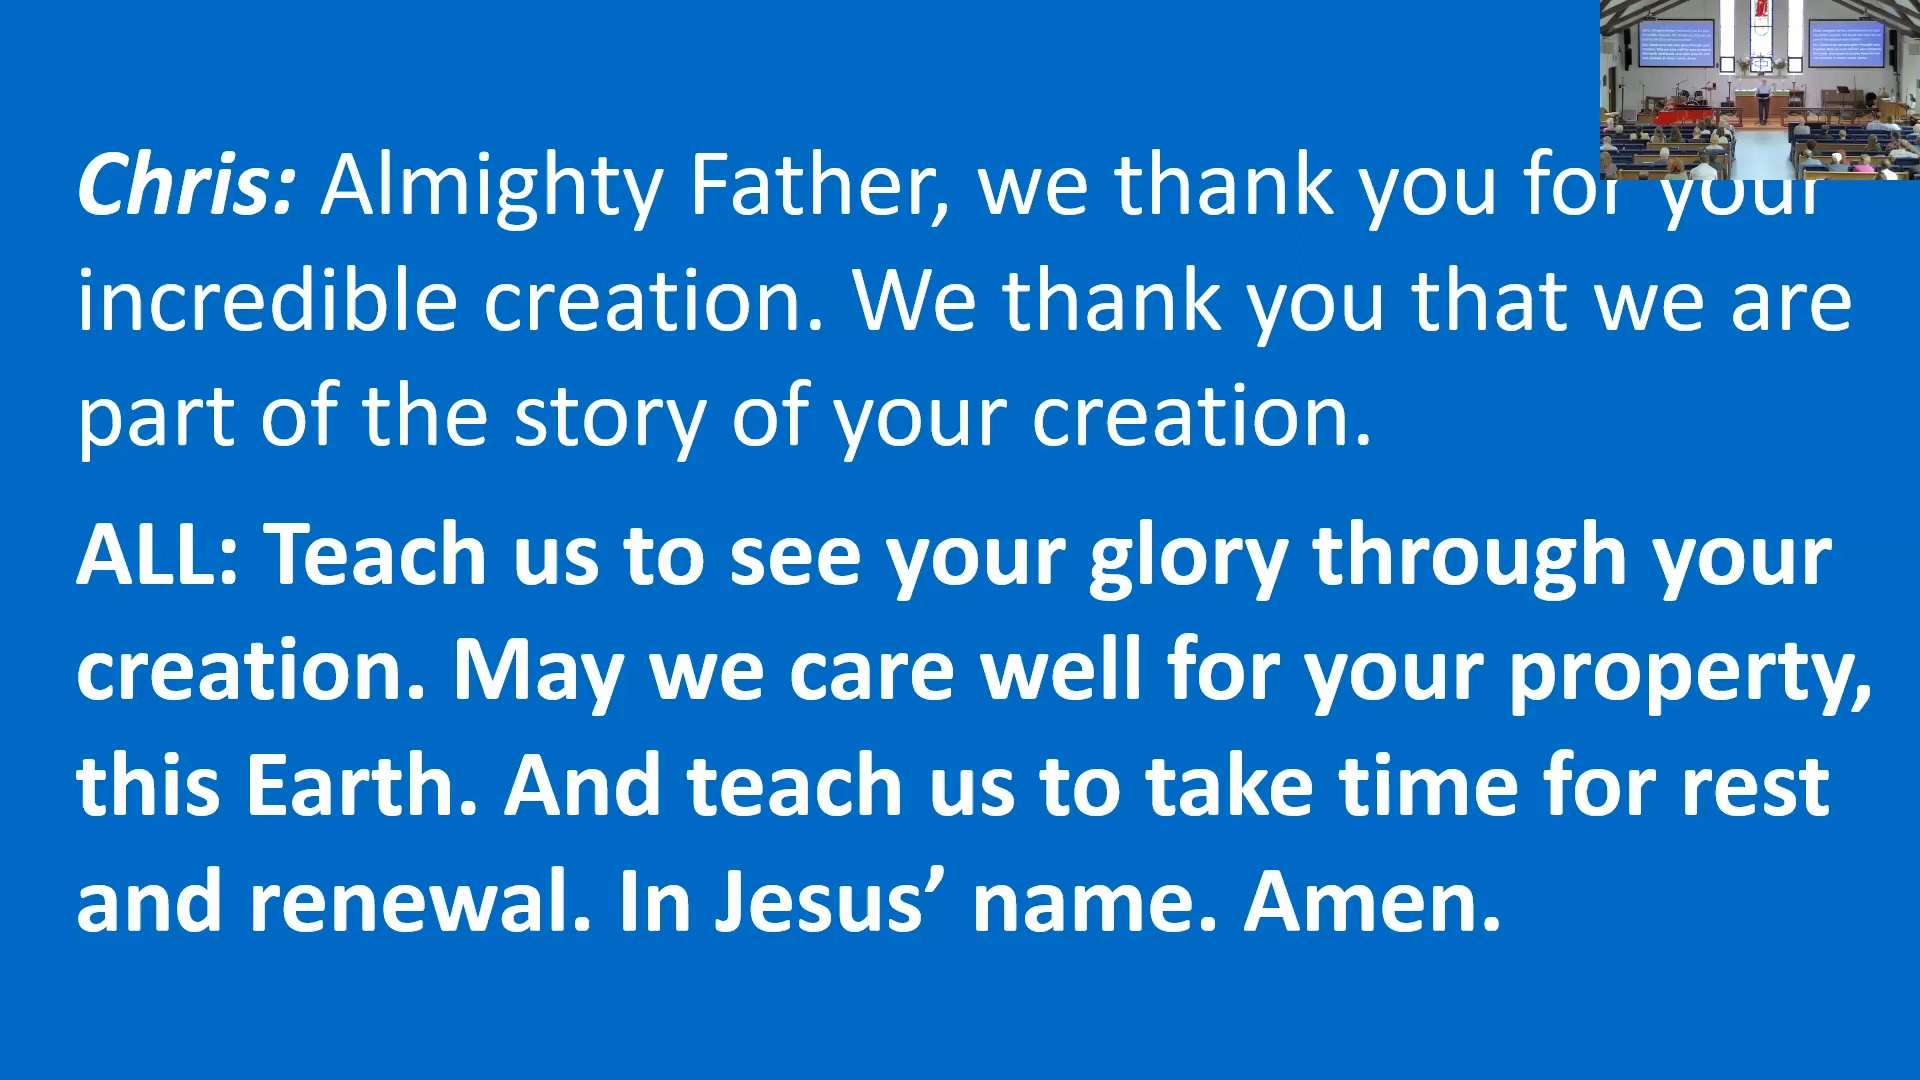 Chris: Almighty Father, we thank you for your
incredible creation. We thank you that we are
part of the story of your creation.
ALL: Teach us to see your glory through your
creation. May we care well for your property,
this Earth. And teach us to take time for rest
and renewal. In Jesus’ name. Amen.